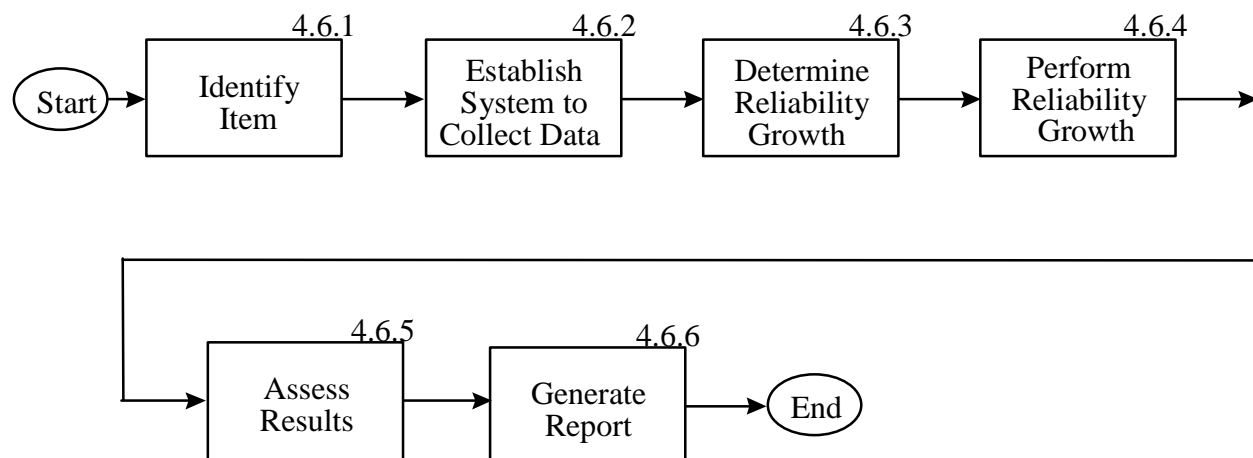 4.6.1
4.6.2
4.6.3
4.6.4
Start
Identify
Item
Establish
System to
Collect Data
Determine
Reliability
Growth
Perform
Reliability
Growth
4.6.5
4.6.6
Assess
Results
Generate
Report
End